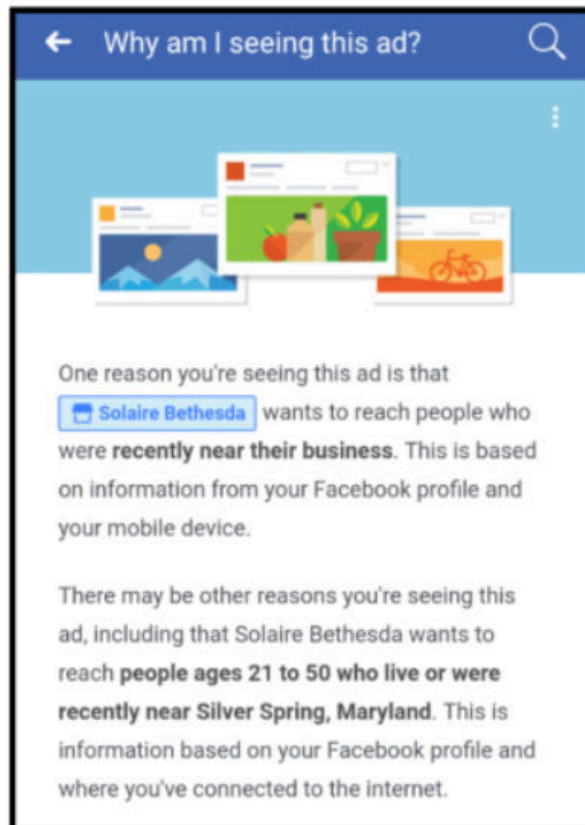 Why am I seeing this ad?
One reason you're seeing this ad is that
Solaire Bethesda wants to reach people who
were recently near their business. This is based
on information from your Facebook profile and
your mobile device.
There may be other reasons you're seeing this
ad, including that Solaire Bethesda wants to
reach people ages 21 to 50 who live or were
recently near Silver Spring, Maryland. This is
information based on your Facebook profile and
where you've connected to the internet.